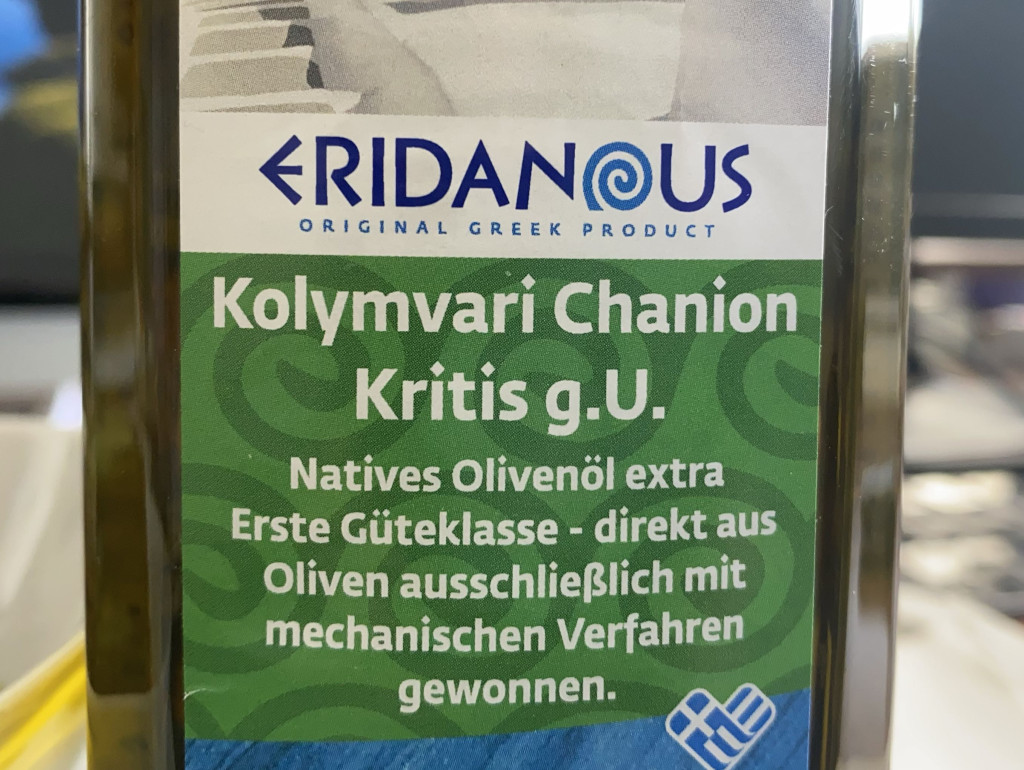 ERIDANOUS
ORIGINAL GREEK PRODUCT
Kolymvari Chanion
Kritis g.U.
Natives Olivenöl extra
Erste Güteklasse - direkt aus
Oliven ausschließlich mit
mechanischen Verfahren
gewonnen.